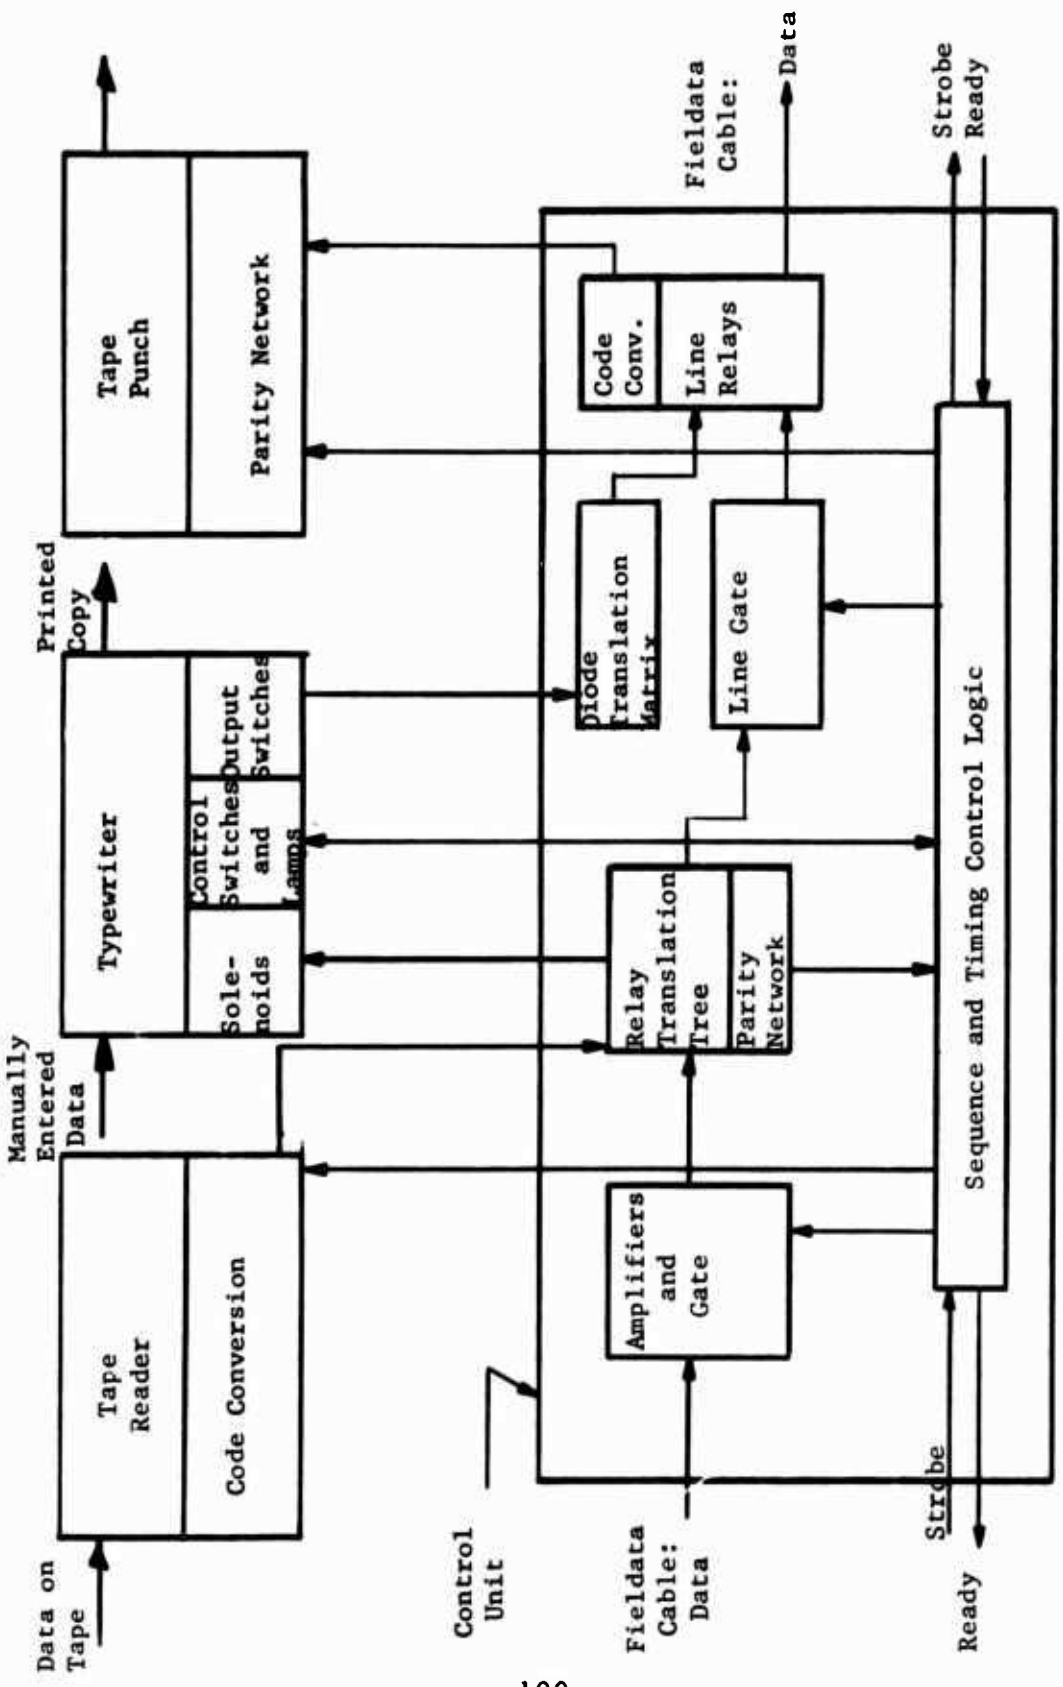 Data on
Tape
Tape
Reader
Code Conversion
Manually
Entered
Data
Typewriter
Sole-
noids
Control
Switches
and
Lamps
Output
Switches
Printed
Copy
Tape
Punch
Parity Network
Control
Unit
Fieldata
Cable:
Data
Amplifiers
and
Gate
Relay
Translation
Tree
Parity
Network
Diode
Translation
Matrix
Line Gate
Code
Conv.
Line
Relays
Fieldata
Cable:
Data
Strobe
Ready
Sequence and Timing Control Logic
Strobe
Ready